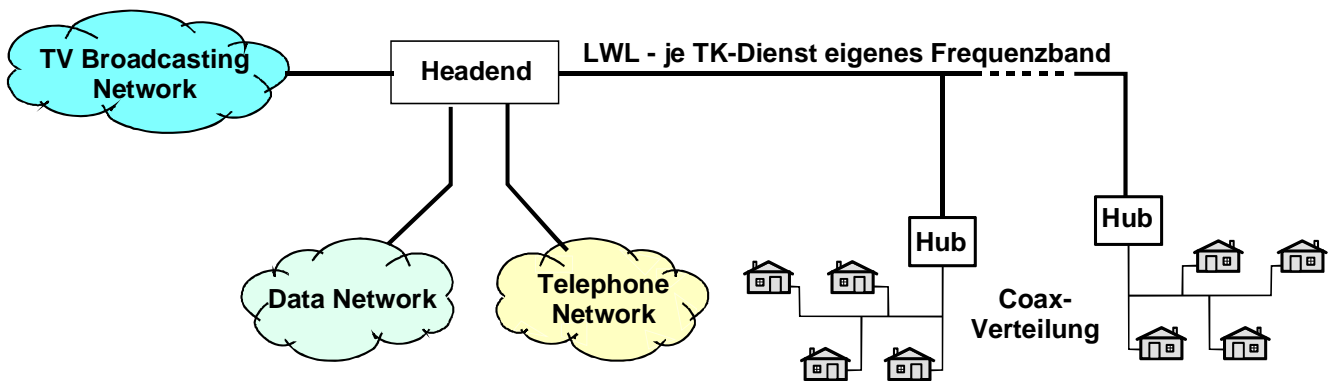 TV Broadcasting
Network
Headend
LWL - je TK-Dienst eigenes Frequenzband
Hub
Hub
Data Network
Telephone
Network
Coax-
Verteilung